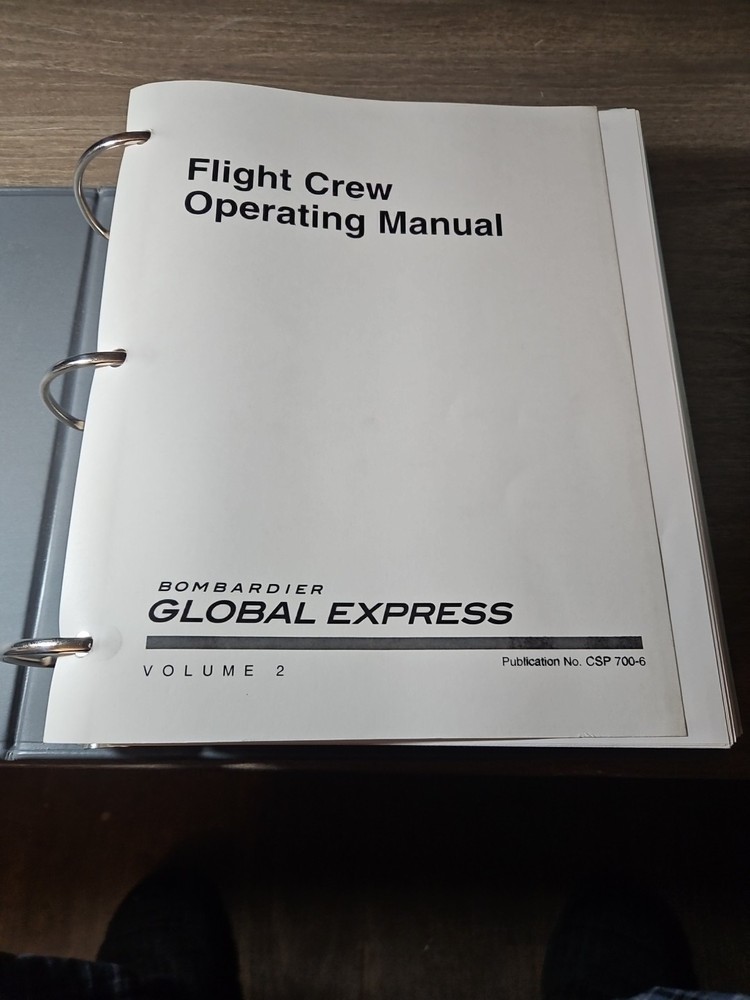 Flight Crew
Operating Manual
BOMBARDIER
GLOBAL EXPRESS
VOLUME 2
Publication No. CSP 700-6